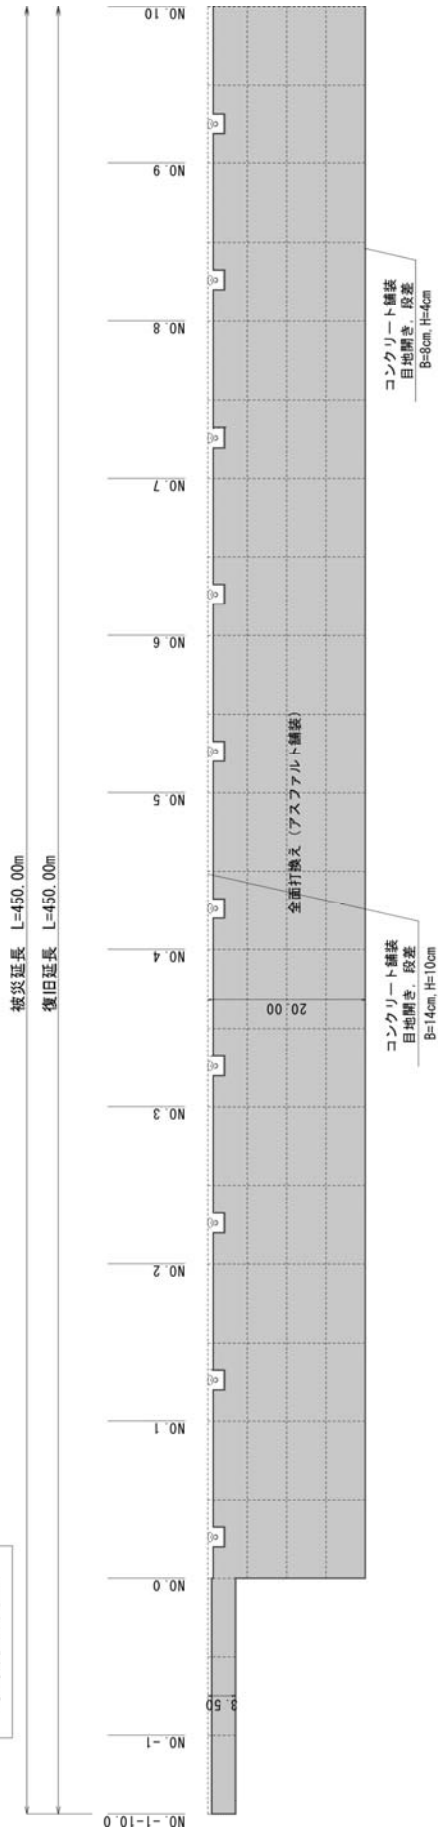 被災延長 L=450.00m
復旧延長 L=450.00m
NO.-1-10.0
NO.-1
NO.0
NO.1
NO.2
NO.3
NO.4
NO.5
NO.6
NO.7
NO.8
NO.9
NO.10
3.50
20.00
全面打換え (アスファルト舗装)
コンクリート舗装
目地開き, 段差
B=14cm, H=10cm
コンクリート舗装
目地開き, 段差
B=8cm, H=4cm